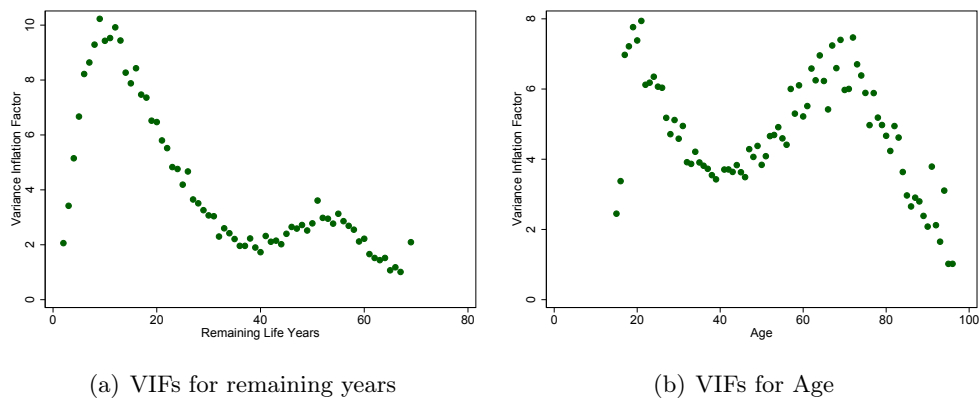 Variance Inflation Factor
10
8
6
4
2
0
0 20 40 60 80
Remaining Life Years
(a) VIFs for remaining years
Variance Inflation Factor
8
6
4
2
0
0 20 40 60 80 100
Age
(b) VIFs for Age